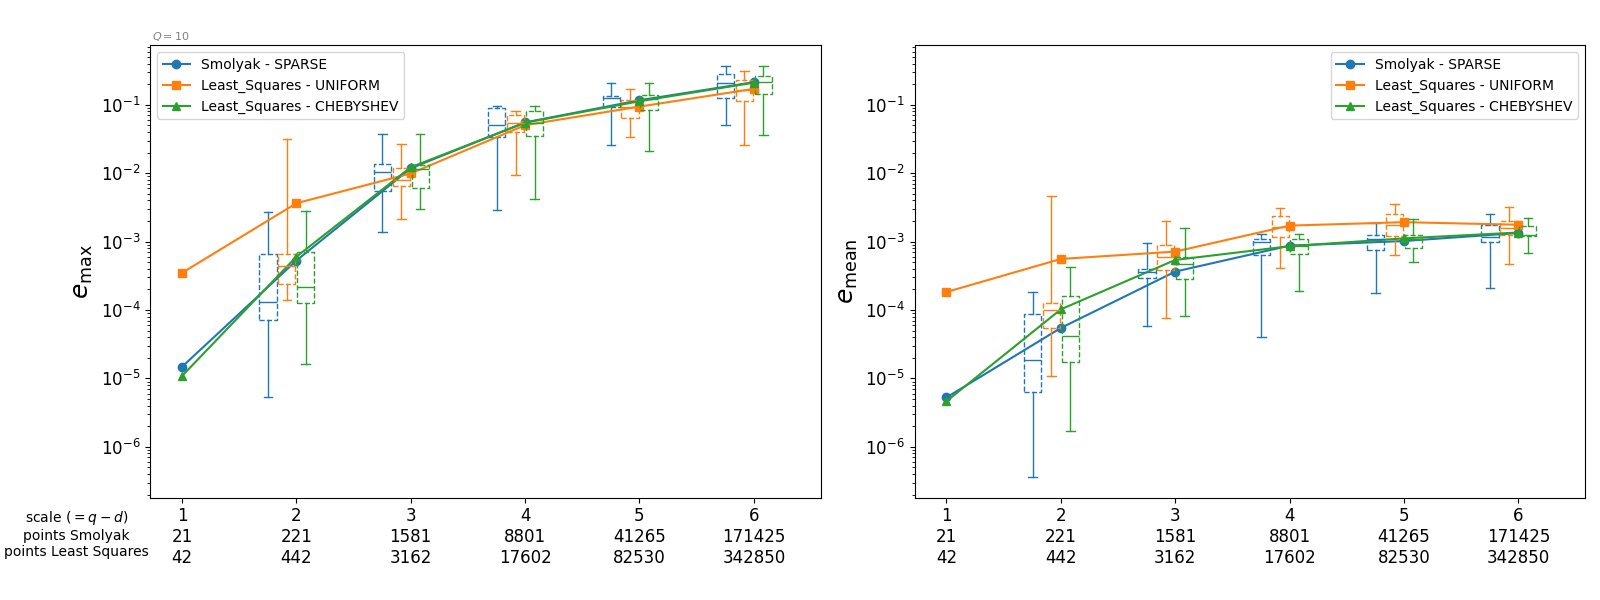 Q = 10
Smolyak - SPARSE
Least_Squares - UNIFORM
Least_Squares - CHEBYSHEV
10⁻¹
10⁻²
10⁻³
10⁻⁴
10⁻⁵
10⁻⁶
e_max
scale (= q − d) 1 2 3 4 5 6
points Smolyak 21 221 1581 8801 41265 171425
points Least Squares 42 442 3162 17602 82530 342850
Smolyak - SPARSE
Least_Squares - UNIFORM
Least_Squares - CHEBYSHEV
10⁻¹
10⁻²
10⁻³
10⁻⁴
10⁻⁵
10⁻⁶
e_mean
1 2 3 4 5 6
21 221 1581 8801 41265 171425
42 442 3162 17602 82530 342850